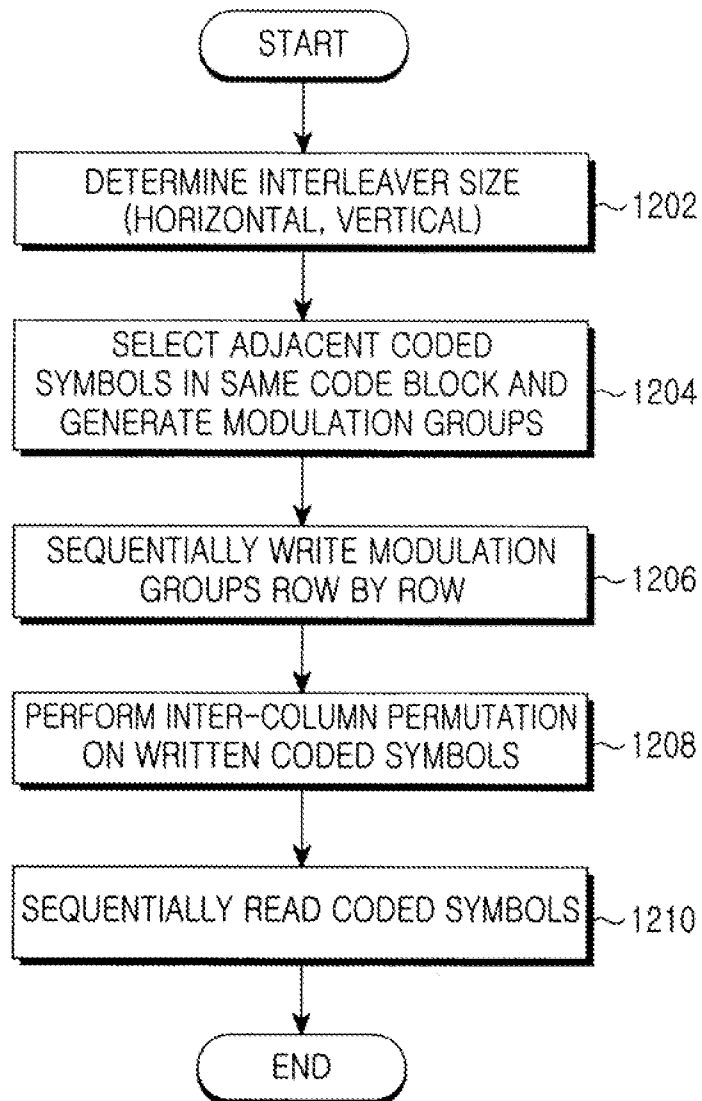 START
DETERMINE INTERLEAVER SIZE
(HORIZONTAL, VERTICAL)
1202
SELECT ADJACENT CODED
SYMBOLS IN SAME CODE BLOCK AND
GENERATE MODULATION GROUPS
1204
SEQUENTIALLY WRITE MODULATION
GROUPS ROW BY ROW
1206
PERFORM INTER-COLUMN PERMUTATION
ON WRITTEN CODED SYMBOLS
1208
SEQUENTIALLY READ CODED SYMBOLS
1210
END